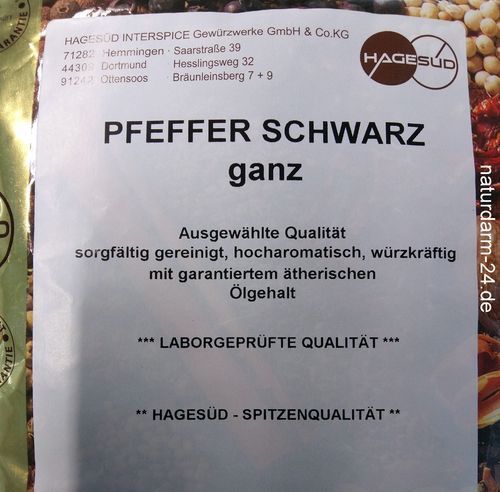 HAGESÜD INTERSPICE Gewürzwerke GmbH & Co.KG
71282 Hemmingen · Saarstraße 39
44309 Dortmund Hesslingsweg 32
91242 Ottensoos · Bräunleinsberg 7 + 9
HAGESÜD
PFEFFER SCHWARZ
ganz
Ausgewählte Qualität
sorgfältig gereinigt, hocharomatisch, würzkräftig
mit garantiertem ätherischen
Ölgehalt
*** LABORGEPRÜFTE QUALITÄT ***
** HAGESÜD - SPITZENQUALITÄT **
naturdarm-24.de